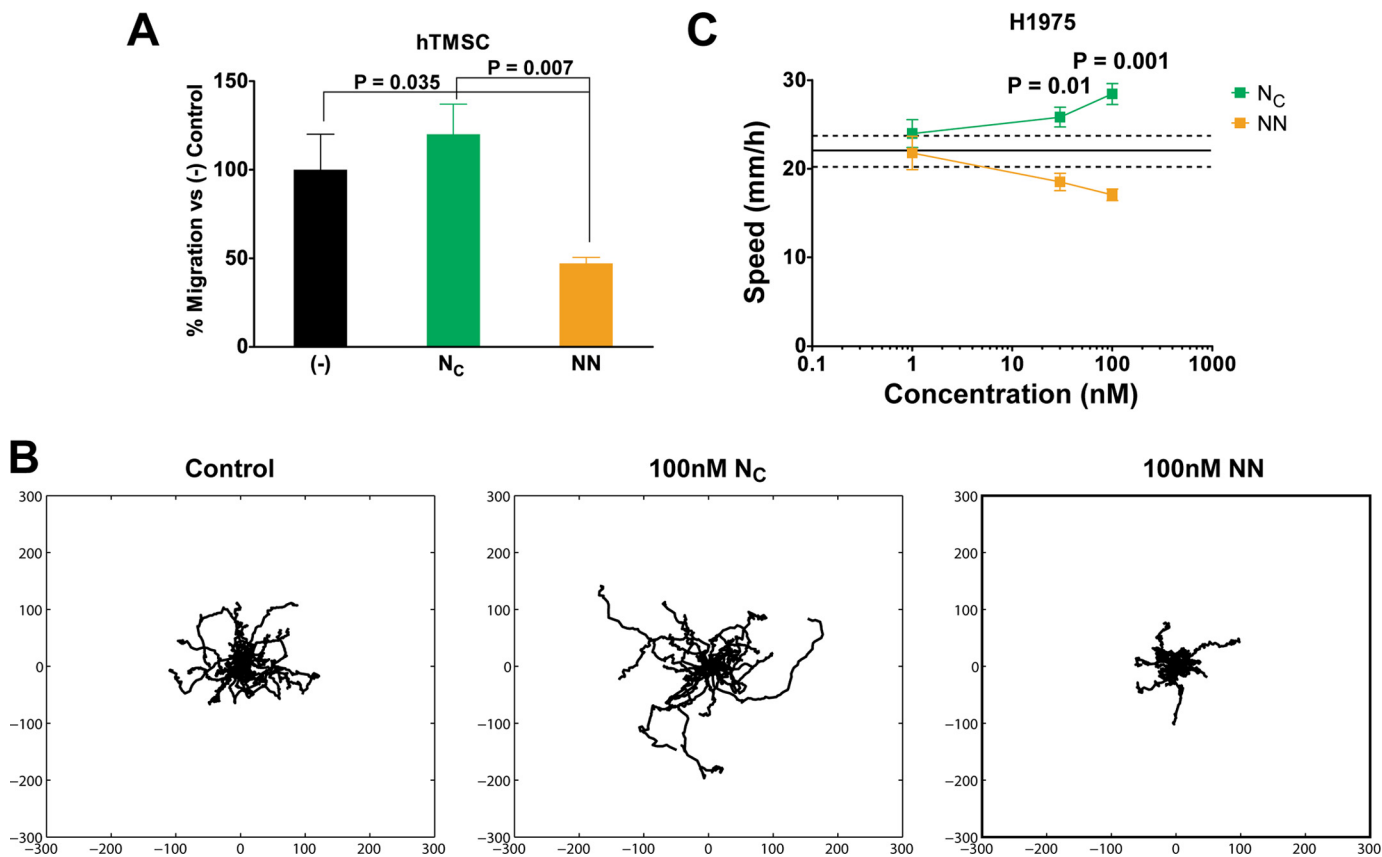 A
hTMSC
P = 0.007
P = 0.035
150
100
50
0
% Migration vs (-) Control
(-)
NC
NN
C
H1975
P = 0.001
P = 0.01
30
20
10
0
Speed (mm/h)
0.1
1
10
100
1000
Concentration (nM)
NC
NN
B
Control
300
200
100
0
−100
−200
−300
−300
−200
−100
0
100
200
300
100nM NC
300
200
100
0
−100
−200
−300
−300
−200
−100
0
100
200
300
100nM NN
300
200
100
0
−100
−200
−300
−300
−200
−100
0
100
200
300